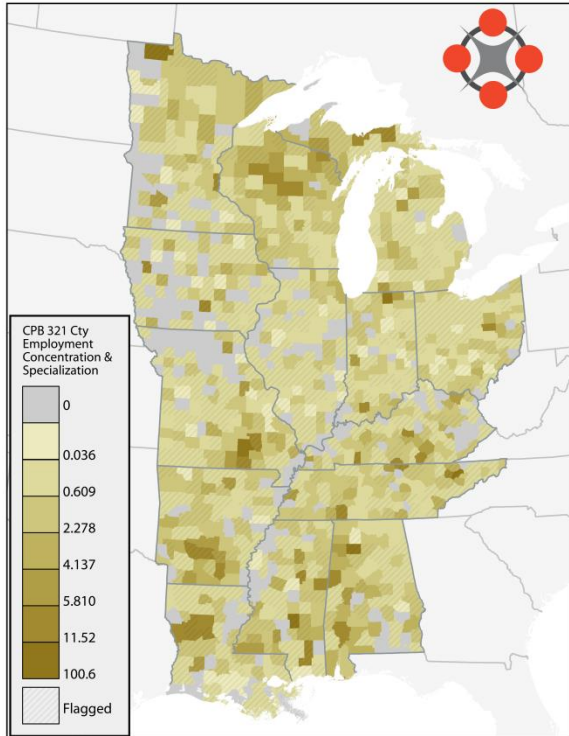 CPB 321 Cty
Employment
Concentration &
Specialization
0
0.036
0.609
2.278
4.137
5.810
11.52
100.6
Flagged